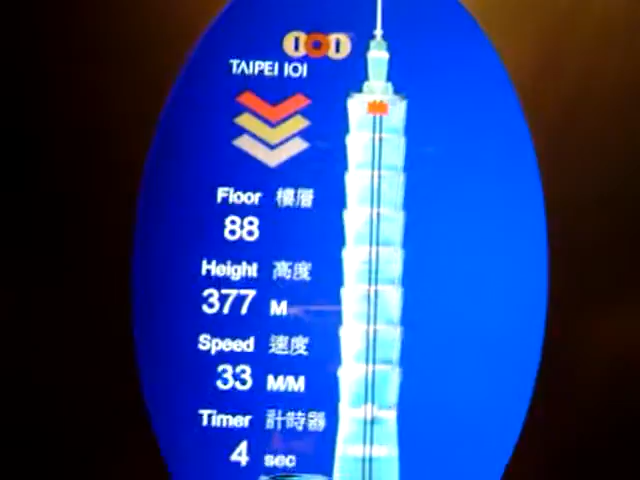 TAIPEI 101
Floor 樓層
88
Height 高度
377 M
Speed 速度
33 M/M
Timer 計時器
4 sec